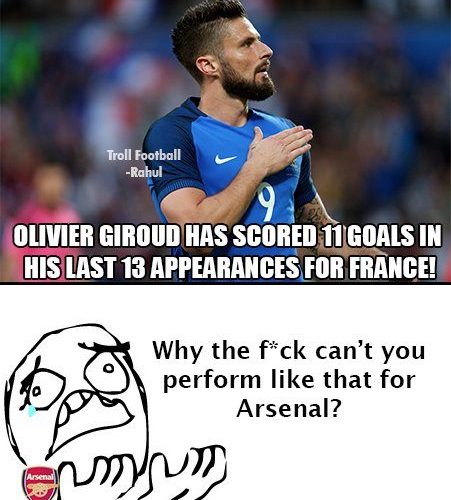 Troll Football
-Rahul
9
OLIVIER GIROUD HAS SCORED 11 GOALS IN
HIS LAST 13 APPEARANCES FOR FRANCE!
Why the f*ck can't you
perform like that for
Arsenal?
Arsenal